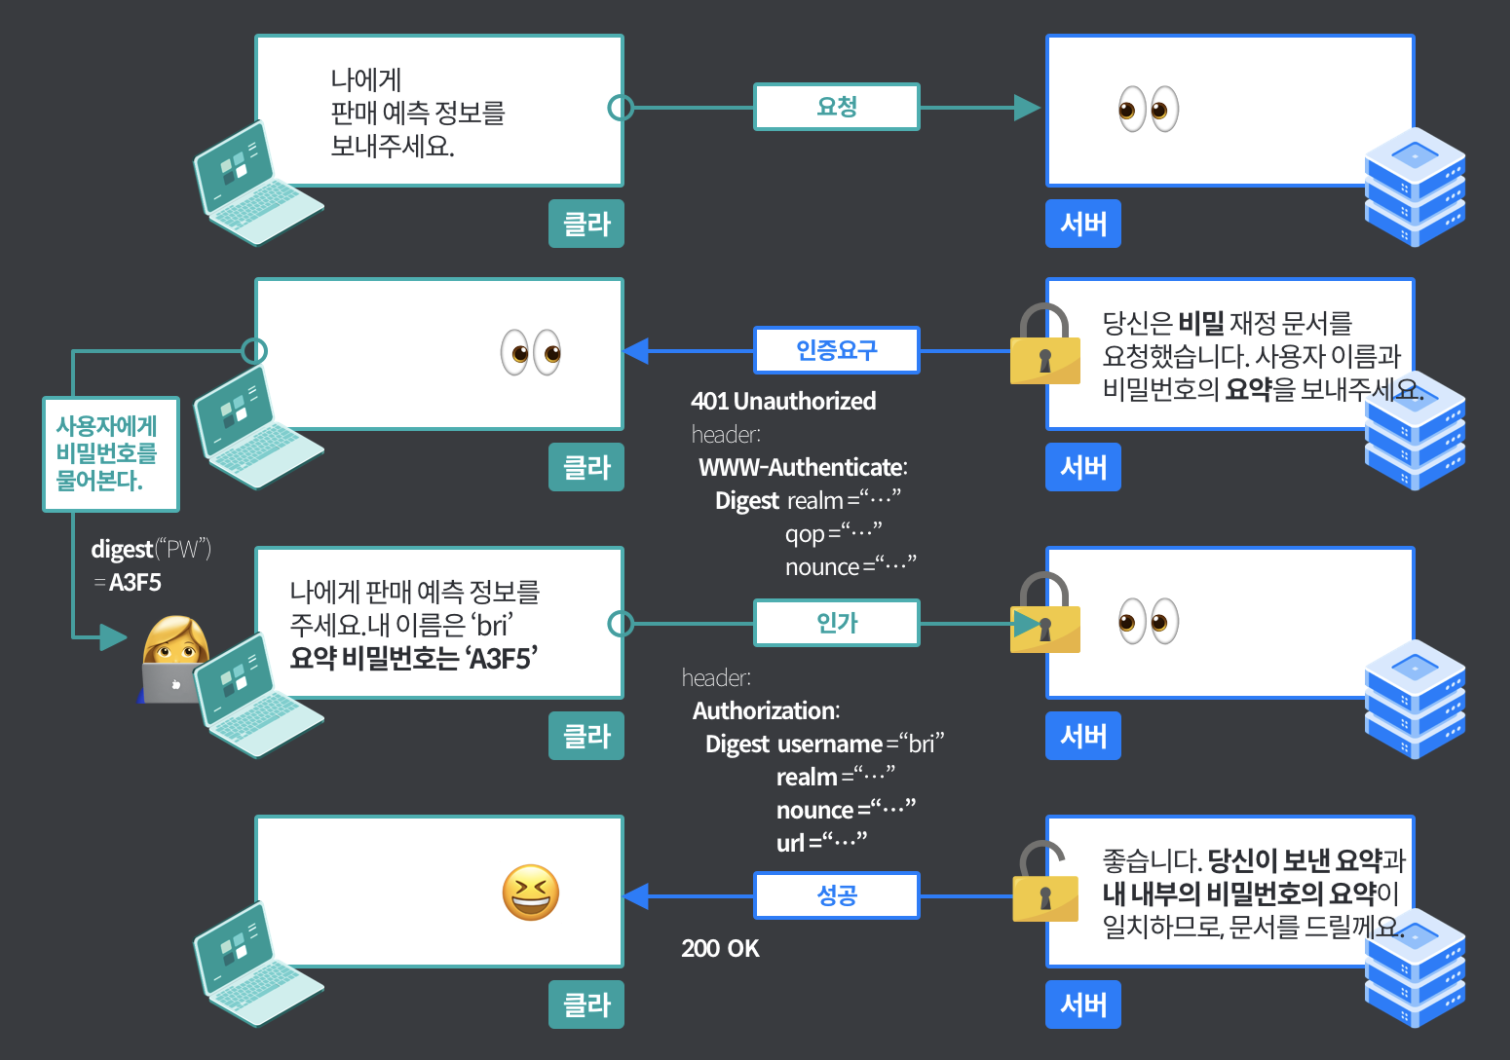 나에게
판매 예측 정보를
보내주세요.
요청
클라
서버
인증요구
당신은 비밀 재정 문서를
요청했습니다. 사용자 이름과
비밀번호의 요약을 보내주세요.
401 Unauthorized
header:
WWW-Authenticate:
Digest realm=“…”
qop=“…”
nounce=“…”
클라
서버
사용자에게
비밀번호를
물어본다.
digest(“PW”)
= A3F5
나에게 판매 예측 정보를
주세요.내 이름은 ‘bri’
요약 비밀번호는 ‘A3F5’
인가
header:
Authorization:
Digest username=“bri”
realm=“…”
nounce=“…”
url=“…”
클라
서버
성공
200 OK
좋습니다. 당신이 보낸 요약과
내 내부의 비밀번호의 요약이
일치하므로, 문서를 드릴께요.
클라
서버